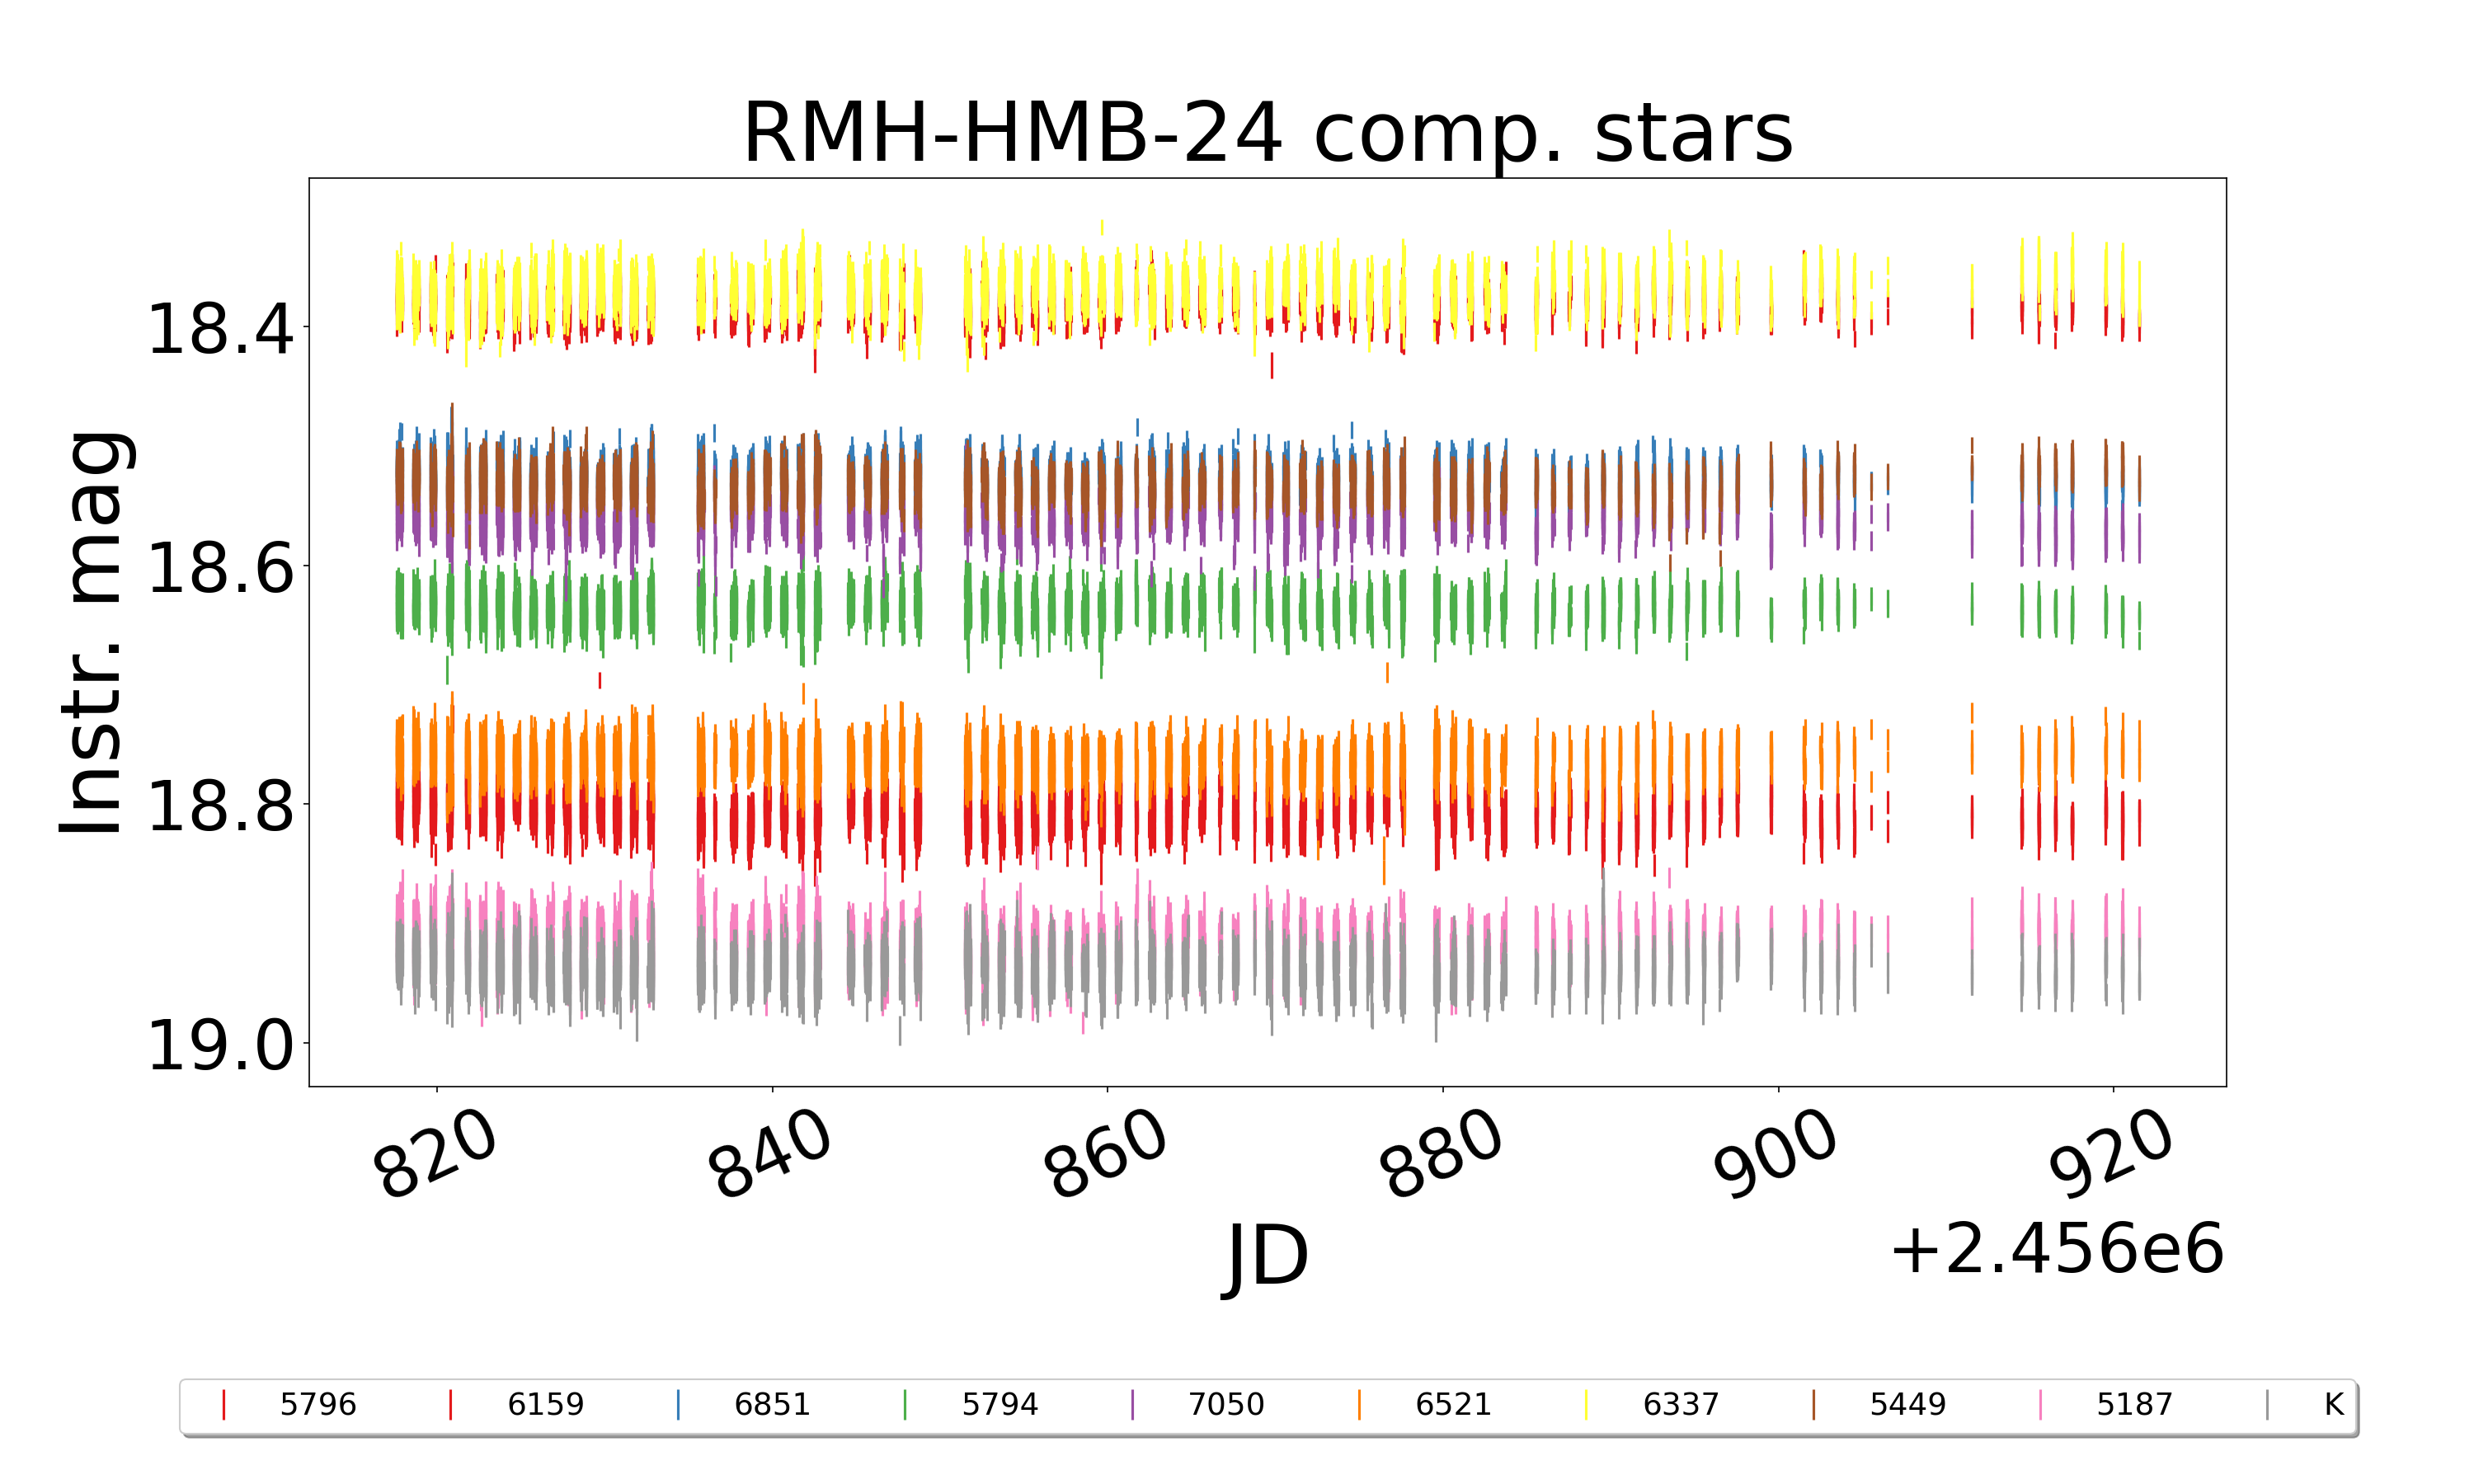 RMH-HMB-24 comp. stars
Instr. mag
18.4
18.6
18.8
19.0
820 840 860 880 900 920
JD
+2.456e6
5796 6159 6851 5794 7050 6521 6337 5449 5187 K